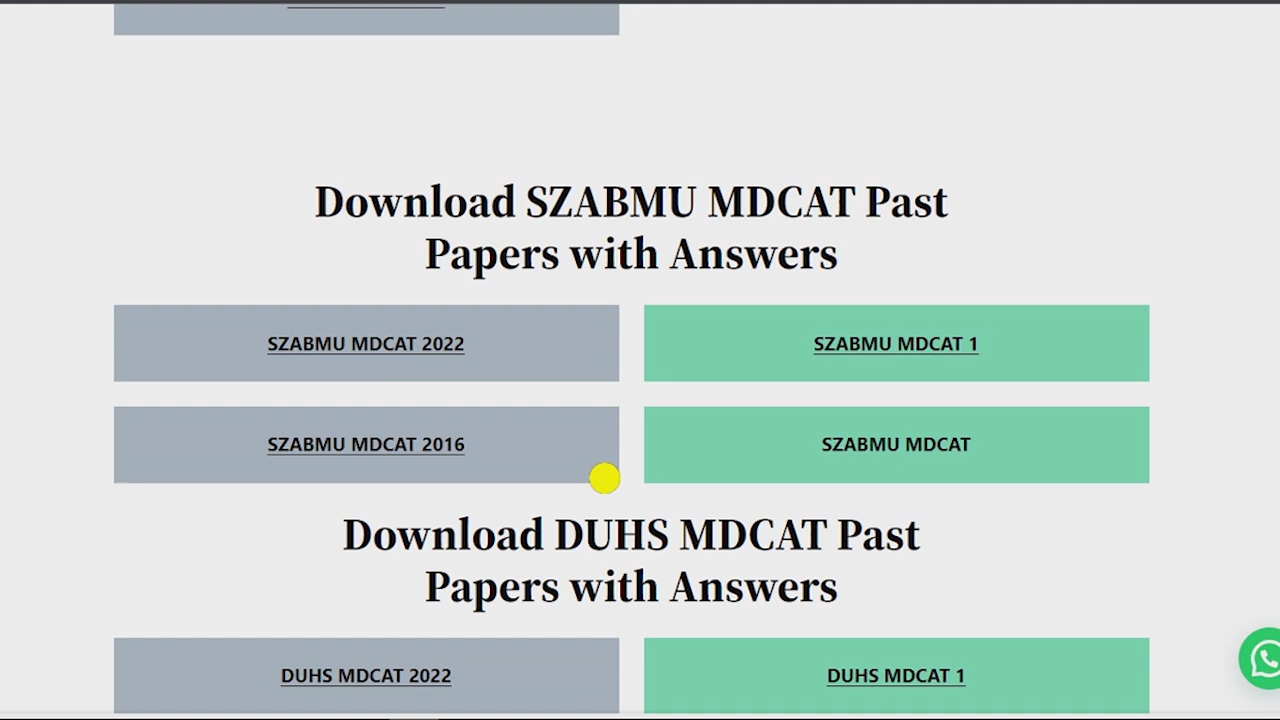 Download SZABMU MDCAT Past
Papers with Answers
SZABMU MDCAT 2022
SZABMU MDCAT 1
SZABMU MDCAT 2016
SZABMU MDCAT
Download DUHS MDCAT Past
Papers with Answers
DUHS MDCAT 2022
DUHS MDCAT 1